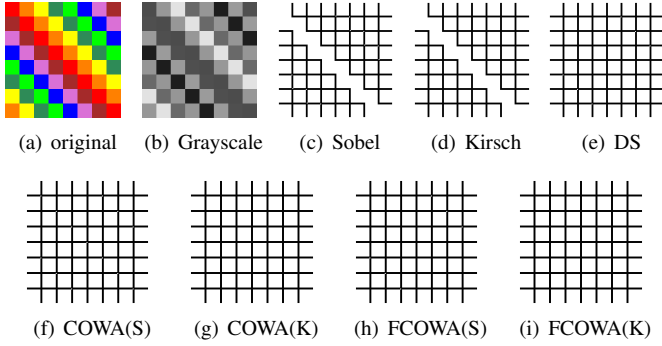 (a) original (b) Grayscale (c) Sobel (d) Kirsch (e) DS
(f) COWA(S) (g) COWA(K) (h) FCOWA(S) (i) FCOWA(K)